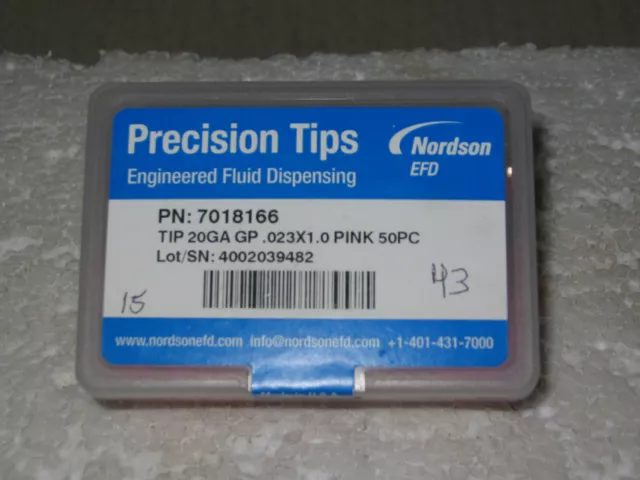 Precision Tips
Engineered Fluid Dispensing
Nordson
EFD
PN: 7018166
TIP 20GA GP .023X1.0 PINK 50PC
Lot/SN: 4002039482
15
43
www.nordsonefd.com info@nordsonefd.com +1-401-431-7000